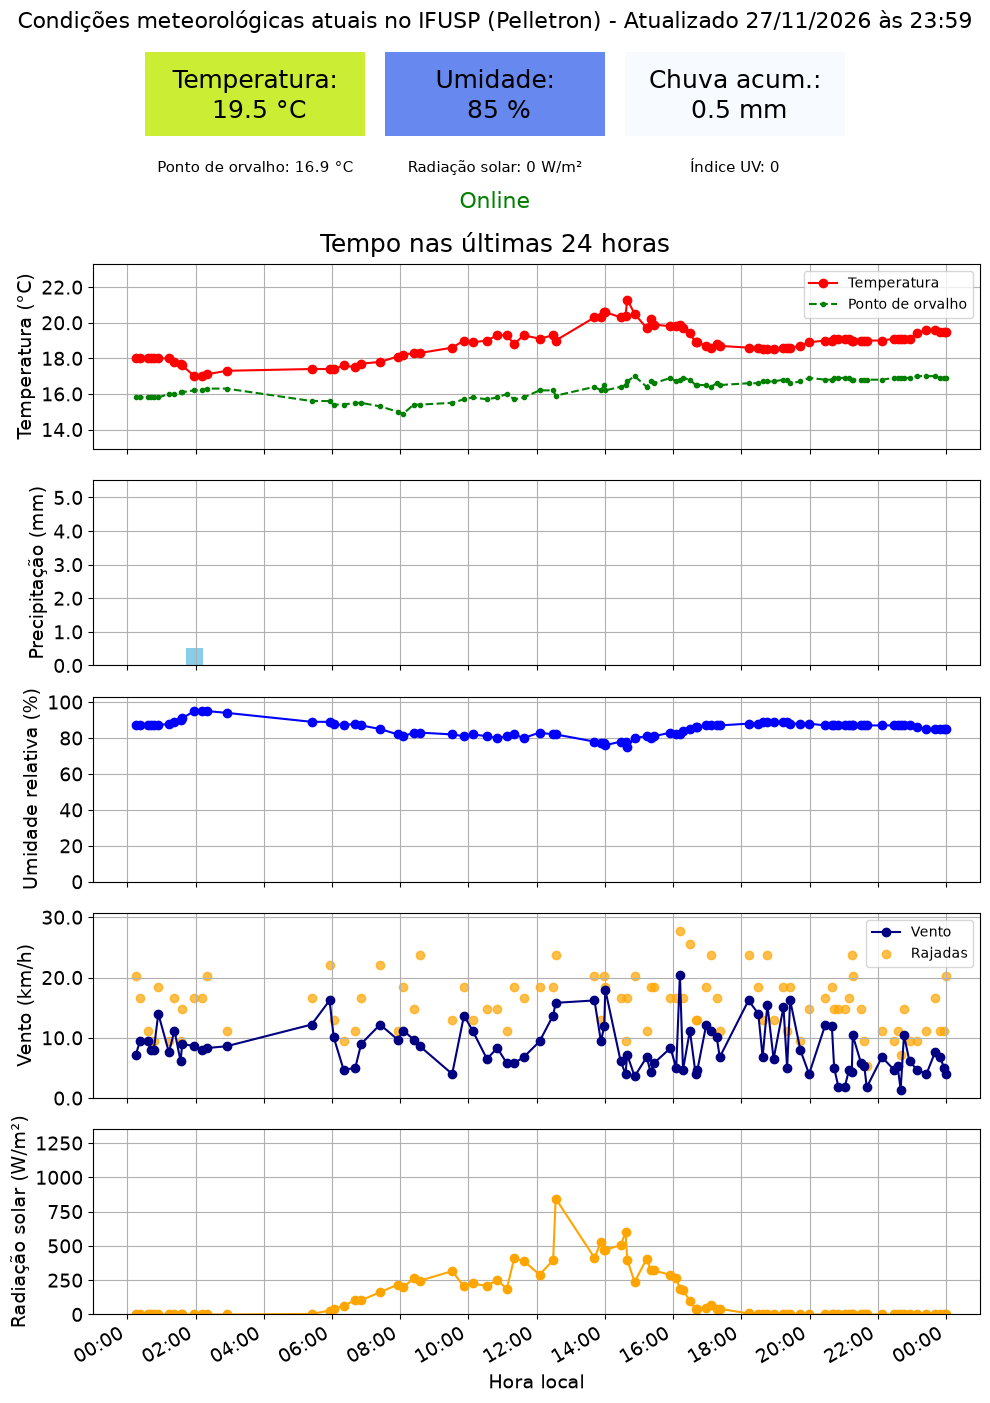 Condições meteorológicas atuais no IFUSP (Pelletron) - Atualizado 27/11/2026 às 23:59
Temperatura:
19.5 °C
Umidade:
85 %
Chuva acum.:
0.5 mm
Ponto de orvalho: 16.9 °C
Radiação solar: 0 W/m²
Índice UV: 0
Online
Tempo nas últimas 24 horas
Temperatura (°C)
22.0
20.0
18.0
16.0
14.0
Temperatura
Ponto de orvalho
Precipitação (mm)
5.0
4.0
3.0
2.0
1.0
0.0
Umidade relativa (%)
100
80
60
40
20
0
Vento (km/h)
30.0
20.0
10.0
0.0
Vento
Rajadas
Radiação solar (W/m²)
1250
1000
750
500
250
0
00:00
02:00
04:00
06:00
08:00
10:00
12:00
14:00
16:00
18:00
20:00
22:00
00:00
Hora local